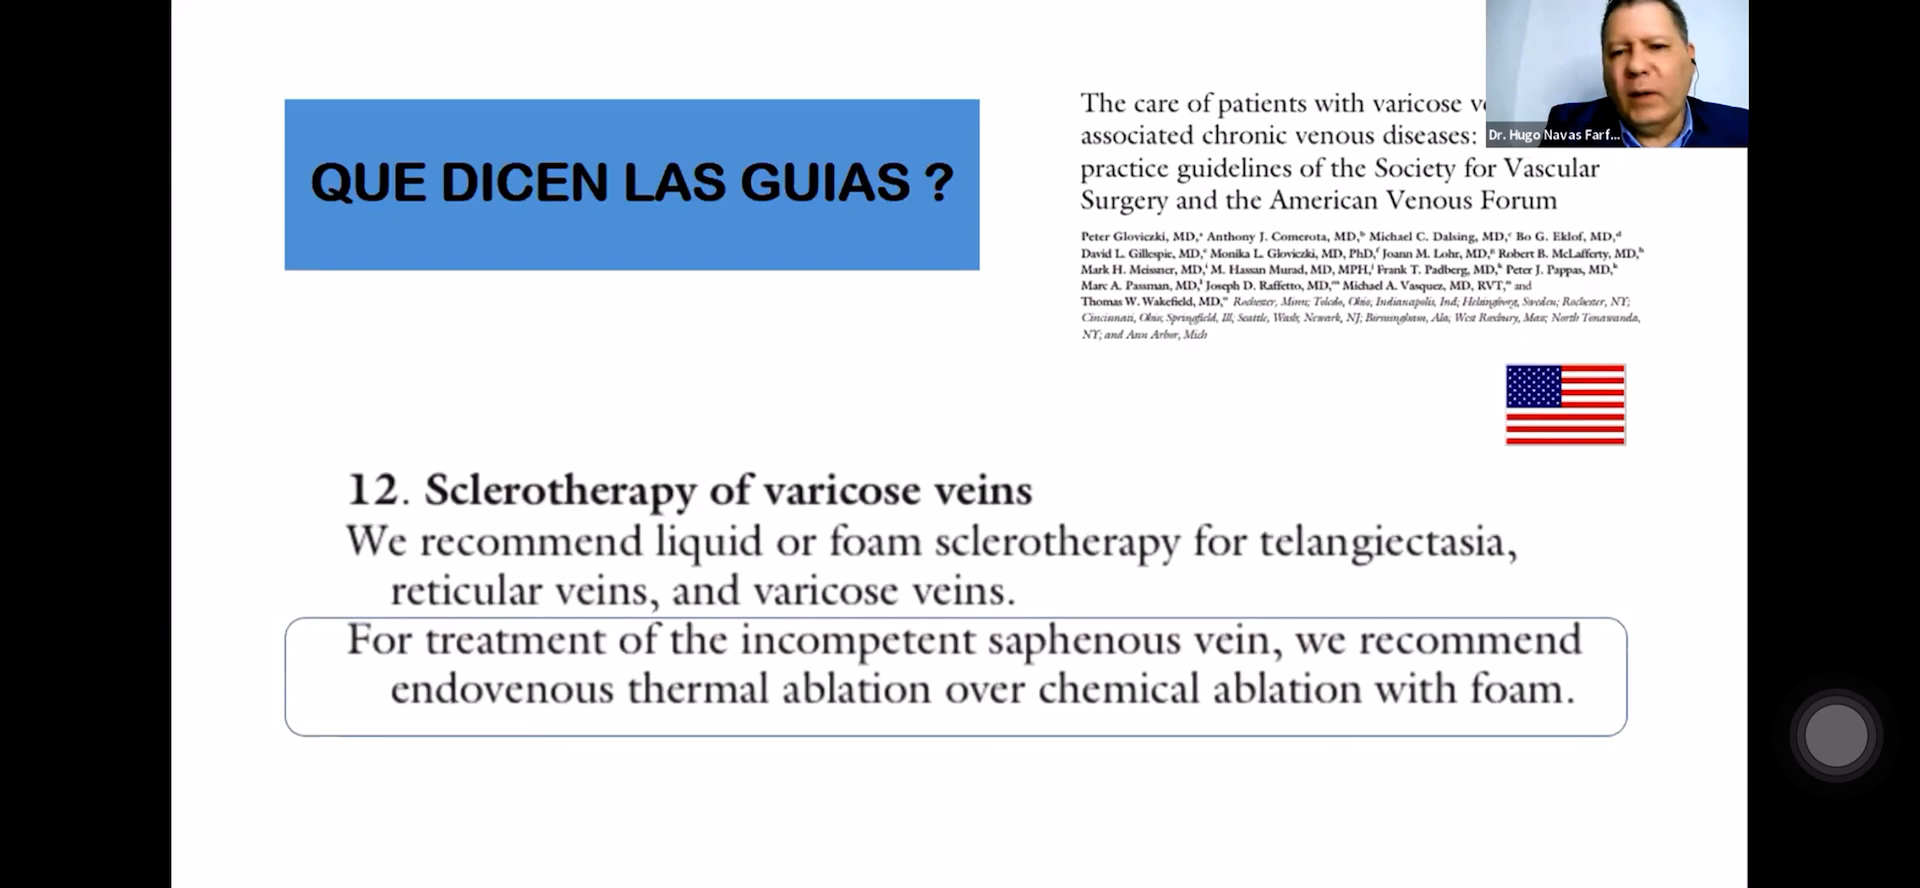 QUE DICEN LAS GUIAS ?
The care of patients with varicose
associated chronic venous diseases:
practice guidelines of the Society for Vascular
Surgery and the American Venous Forum
Dr. Hugo Navas Farf...
Peter Gloviczki, MD,ᵃ Anthony J. Comerota, MD,ᵇ Michael C. Dalsing, MD,ᶜ Bo G. Eklof, MD,ᵈ
David L. Gillespie, MD,ᵉ Monika L. Gloviczki, MD, PhD,ᶠ Joann M. Lohr, MD,ᵍ Robert B. McLafferty, MD,ʰ
Mark H. Meissner, MD,ⁱ M. Hassan Murad, MD, MPH,ʲ Frank T. Padberg, MD,ᵏ Peter J. Pappas, MD,ᵏ
Marc A. Passman, MD,ˡ Joseph D. Raffetto, MD,ᵐ Michael A. Vasquez, MD, RVT,ⁿ and
Thomas W. Wakefield, MD,ᵒ Rochester, Minn; Toledo, Ohio; Indianapolis, Ind; Helsingborg, Sweden; Rochester, NY;
Cincinnati, Ohio; Springfield, Ill; Seattle, Wash; Newark, NJ; Birmingham, Ala; West Roxbury, Mass; North Tonawanda,
NY; and Ann Arbor, Mich
12. Sclerotherapy of varicose veins
We recommend liquid or foam sclerotherapy for telangiectasia,
reticular veins, and varicose veins.
For treatment of the incompetent saphenous vein, we recommend
endovenous thermal ablation over chemical ablation with foam.